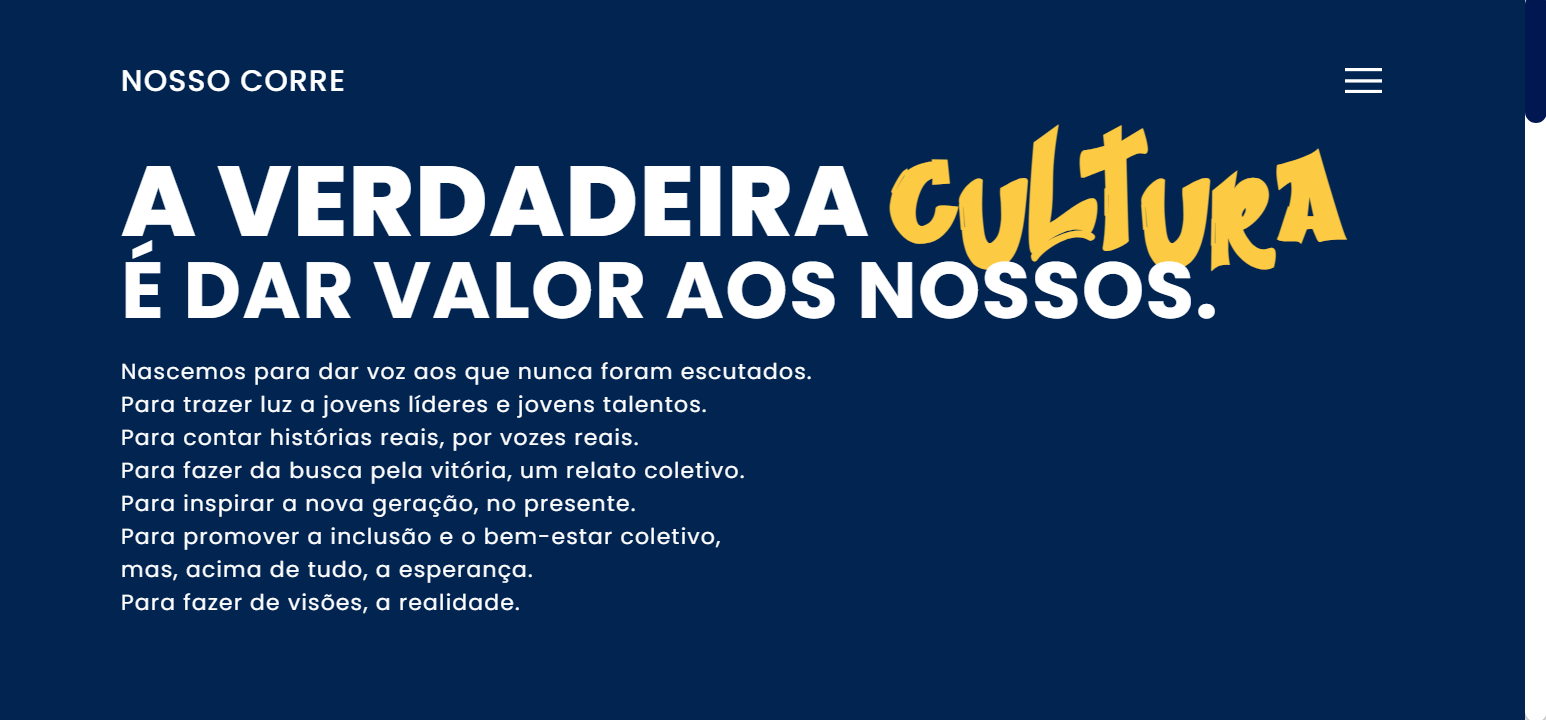 NOSSO CORRE
A VERDADEIRA CULTURA
É DAR VALOR AOS NOSSOS.
Nascemos para dar voz aos que nunca foram escutados.
Para trazer luz a jovens líderes e jovens talentos.
Para contar histórias reais, por vozes reais.
Para fazer da busca pela vitória, um relato coletivo.
Para inspirar a nova geração, no presente.
Para promover a inclusão e o bem-estar coletivo,
mas, acima de tudo, a esperança.
Para fazer de visões, a realidade.